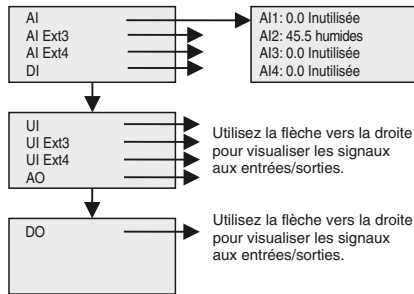 AI
AI Ext3
AI Ext4
DI
AI1: 0.0 Inutilisée
AI2: 45.5 humides
AI3: 0.0 Inutilisée
AI4: 0.0 Inutilisée
UI
UI Ext3
UI Ext4
AO
Utilisez la flèche vers la droite
pour visualiser les signaux
aux entrées/sorties.
DO
Utilisez la flèche vers la droite
pour visualiser les signaux
aux entrées/sorties.